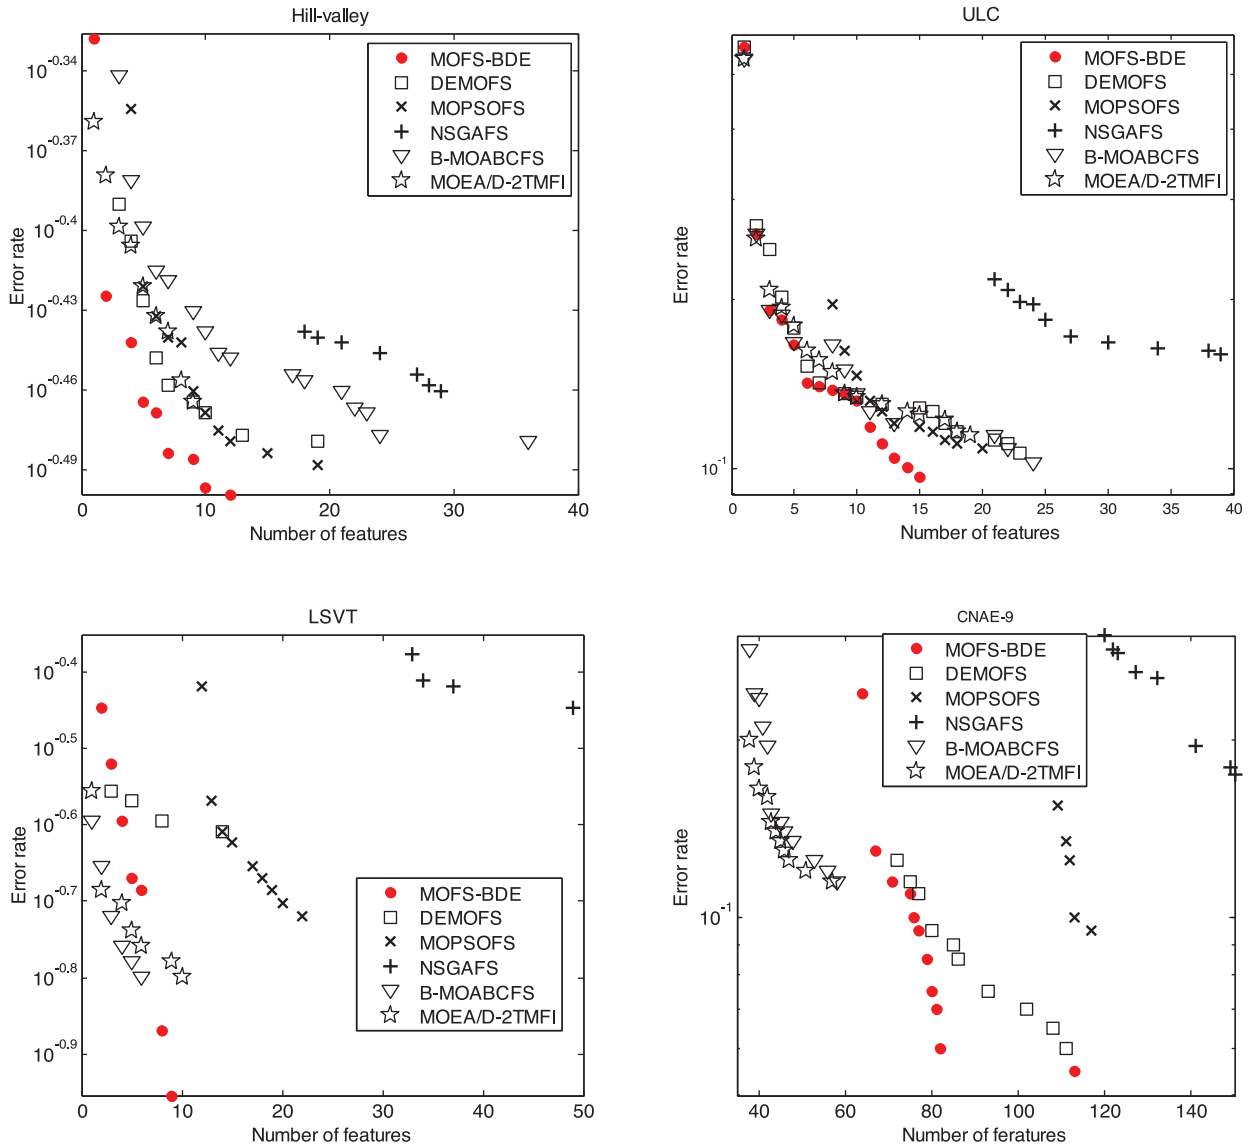 Hill-valley
10^-0.34
10^-0.37
10^-0.4
10^-0.43
10^-0.46
10^-0.49
Error rate
0 10 20 30 40
Number of features
MOFS-BDE
DEMOFS
MOPSOFS
NSGAFS
B-MOABCFS
MOEA/D-2TMFI
ULC
10^-1
Error rate
0 5 10 15 20 25 30 35 40
Number of features
MOFS-BDE
DEMOFS
MOPSOFS
NSGAFS
B-MOABCFS
MOEA/D-2TMFI
LSVT
10^-0.4
10^-0.5
10^-0.6
10^-0.7
10^-0.8
10^-0.9
Error rate
0 10 20 30 40 50
Number of features
MOFS-BDE
DEMOFS
MOPSOFS
NSGAFS
B-MOABCFS
MOEA/D-2TMFI
CNAE-9
10^-1
Error rate
40 60 80 100 120 140
Number of feratures
MOFS-BDE
DEMOFS
MOPSOFS
NSGAFS
B-MOABCFS
MOEA/D-2TMFI